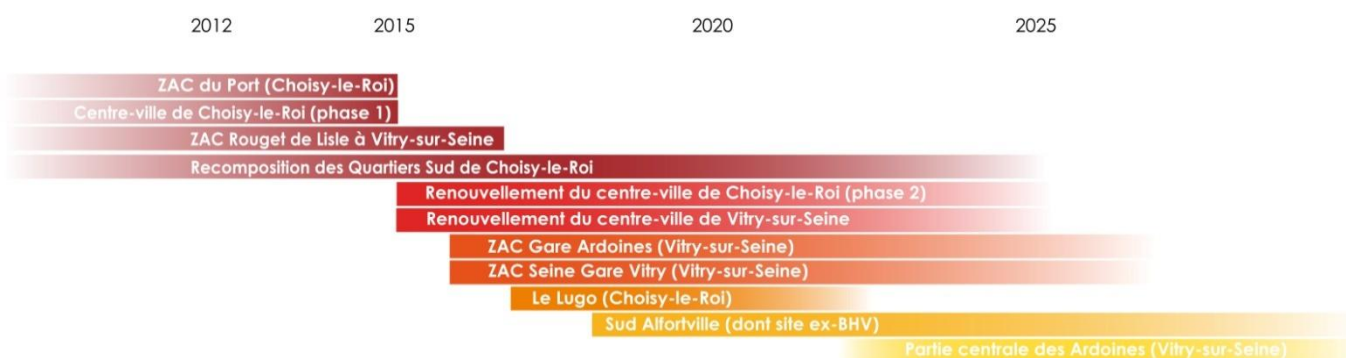 2012 2015 2020 2025
ZAC du Port (Choisy-le-Roi)
Centre-ville de Choisy-le-Roi (phase 1)
ZAC Rouget de Lisle à Vitry-sur-Seine
Recomposition des Quartiers Sud de Choisy-le-Roi
Renouvellement du centre-ville de Choisy-le-Roi (phase 2)
Renouvellement du centre-ville de Vitry-sur-Seine
ZAC Gare Ardoines (Vitry-sur-Seine)
ZAC Seine Gare Vitry (Vitry-sur-Seine)
Le Lugo (Choisy-le-Roi)
Sud Alfortville (dont site ex-BHV)
Partie centrale des Ardoines (Vitry-sur-Seine)